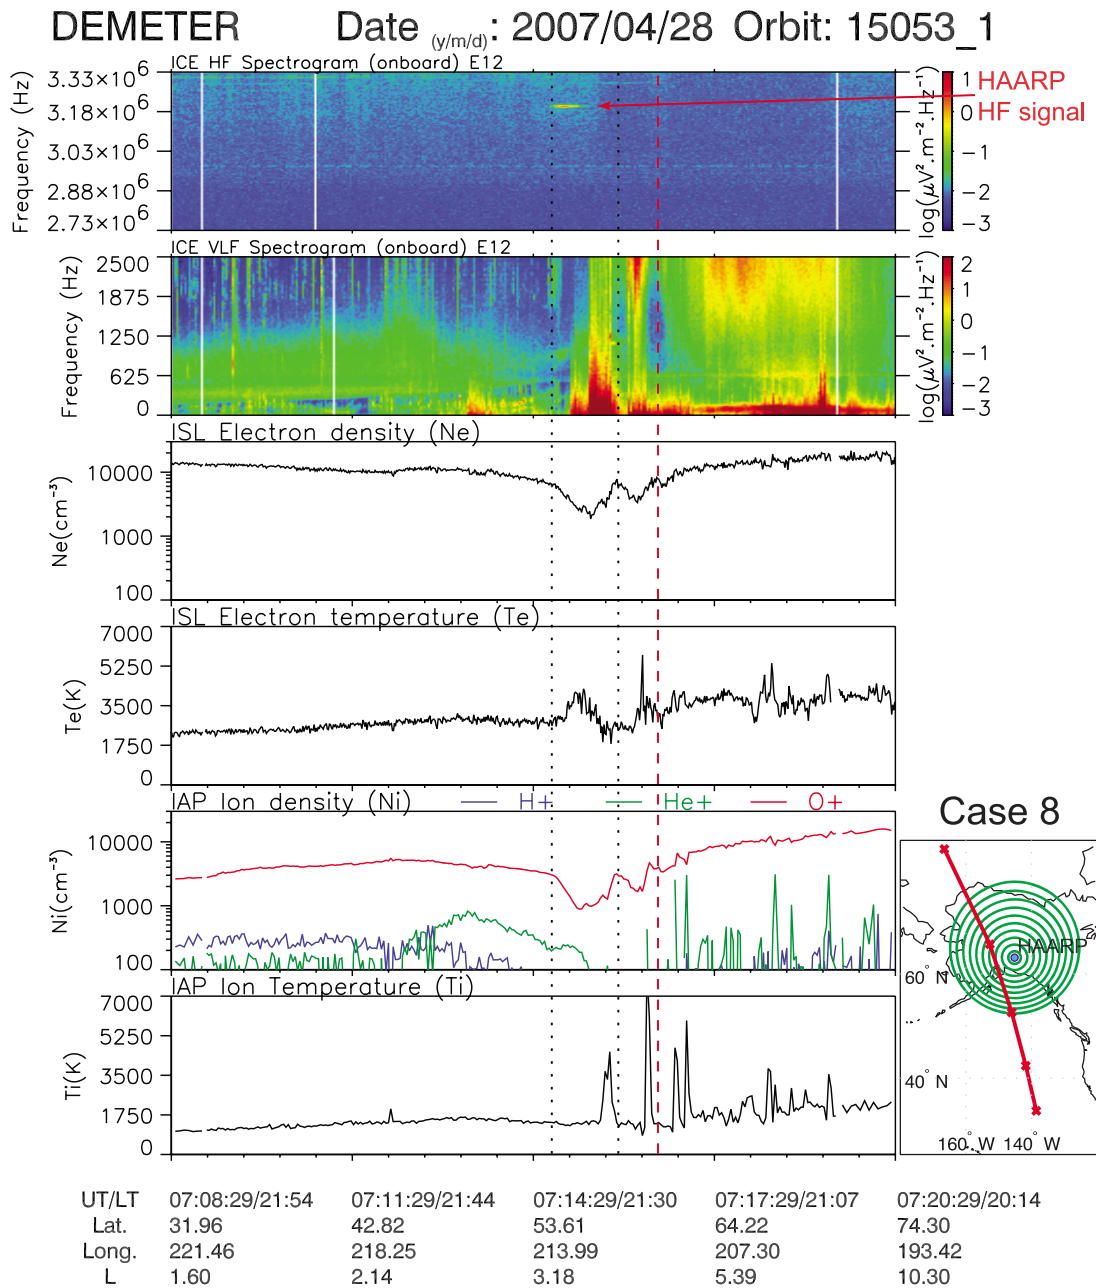 DEMETER Date (y/m/d): 2007/04/28 Orbit: 15053_1
ICE HF Spectrogram (onboard) E12
Frequency (Hz)
3.33×10⁶
3.18×10⁶
3.03×10⁶
2.88×10⁶
2.73×10⁶
1
0
−1
−2
−3
log(μV².m⁻².Hz⁻¹)
HAARP
HF signal
ICE VLF Spectrogram (onboard) E12
Frequency (Hz)
2500
1875
1250
625
0
2
1
0
−1
−2
−3
log(μV².m⁻².Hz⁻¹)
ISL Electron density (Ne)
Ne(cm⁻³)
10000
1000
100
ISL Electron temperature (Te)
Te(K)
7000
5250
3500
1750
0
IAP Ion density (Ni) H+ He+ O+
Ni(cm⁻³)
10000
1000
100
IAP Ion Temperature (Ti)
Ti(K)
7000
5250
3500
1750
0
Case 8
HAARP
60° N
40° N
160° W 140° W
UT/LT 07:08:29/21:54 07:11:29/21:44 07:14:29/21:30 07:17:29/21:07 07:20:29/20:14
Lat. 31.96 42.82 53.61 64.22 74.30
Long. 221.46 218.25 213.99 207.30 193.42
L 1.60 2.14 3.18 5.39 10.30